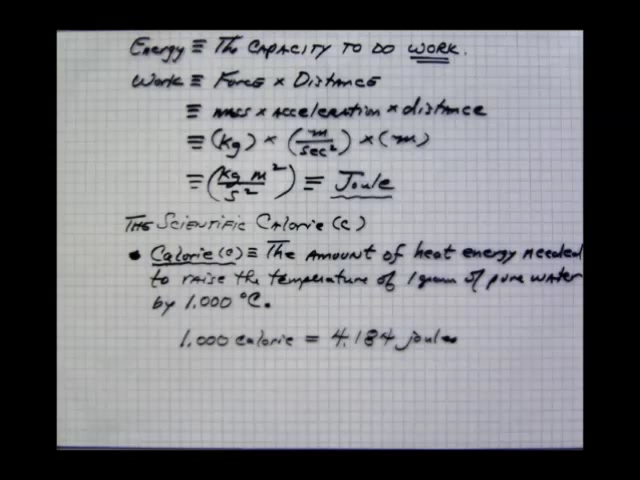 Energy ≡ The Capacity to do work.
Work ≡ Force × Distance
≡ mass × acceleration × distance
≡ (kg) × (m/sec²) × (m)
≡ (kg m²/s²) ≡ Joule
The Scientific Calorie (c)
• Calorie (c) ≡ The amount of heat energy needed
to raise the temperature of 1 gram of pure water
by 1.000 °C.
1.000 calorie = 4.184 joules